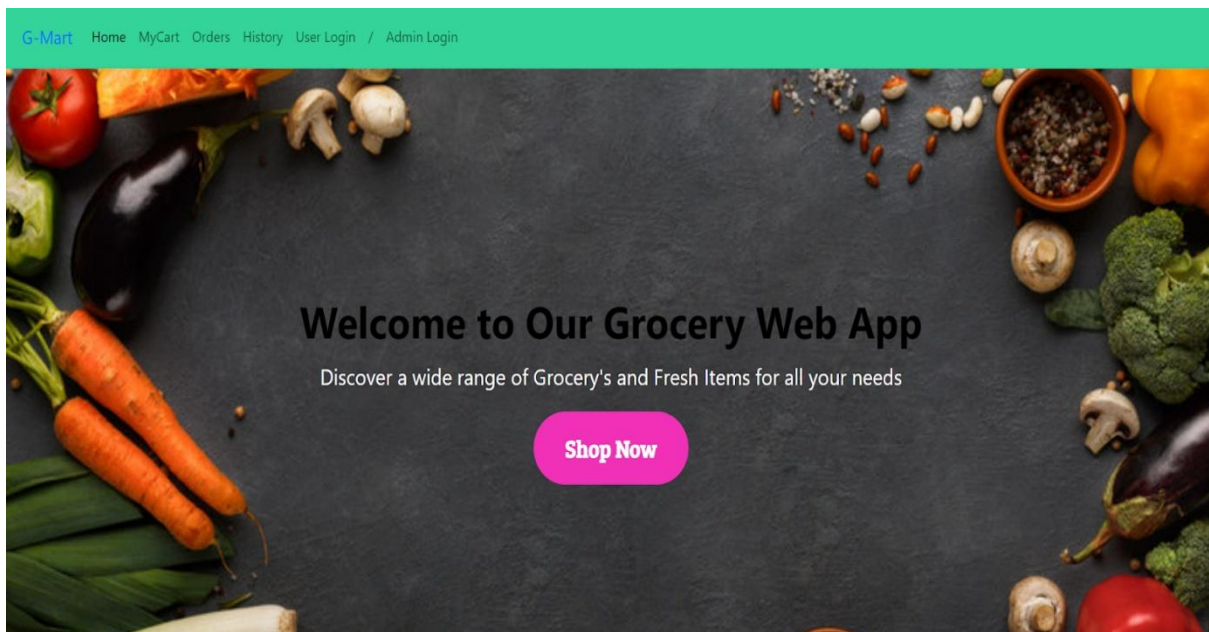 G-Mart Home MyCart Orders History User Login / Admin Login
Welcome to Our Grocery Web App
Discover a wide range of Grocery's and Fresh Items for all your needs
Shop Now